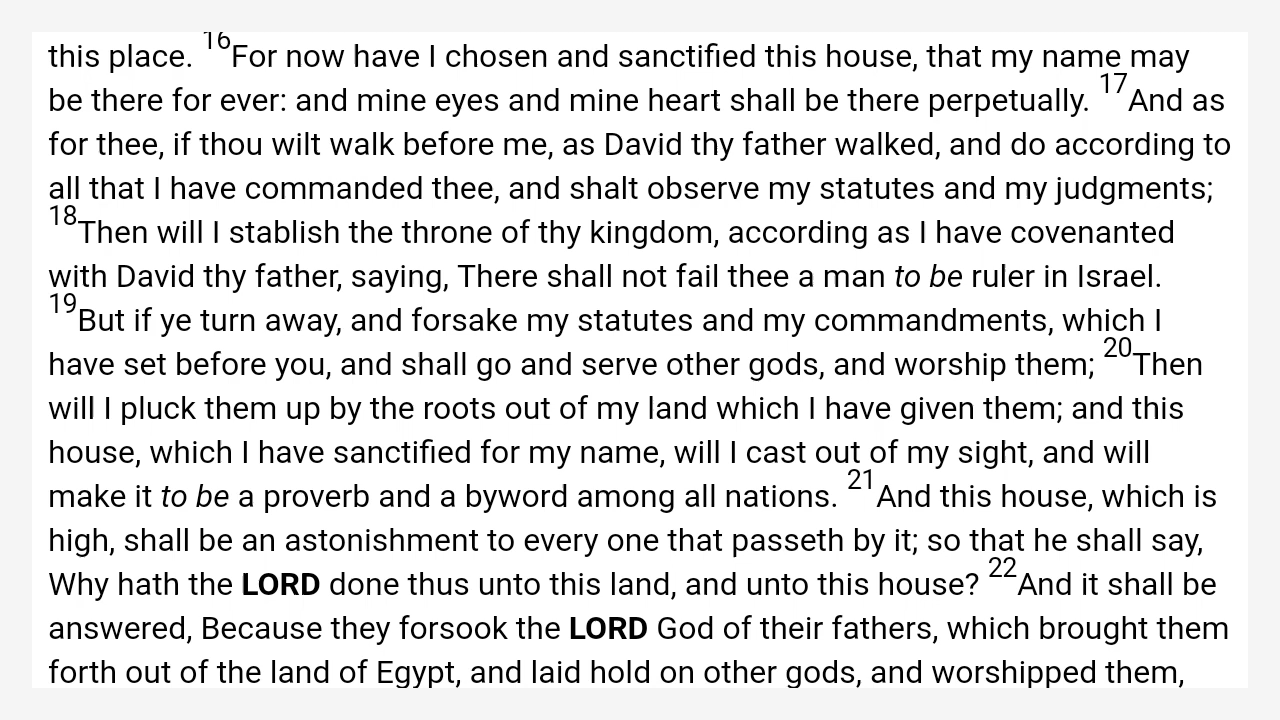 this place. 16For now have I chosen and sanctified this house, that my name may
be there for ever: and mine eyes and mine heart shall be there perpetually. 17And as
for thee, if thou wilt walk before me, as David thy father walked, and do according to
all that I have commanded thee, and shalt observe my statutes and my judgments;
18Then will I stablish the throne of thy kingdom, according as I have covenanted
with David thy father, saying, There shall not fail thee a man to be ruler in Israel.
19But if ye turn away, and forsake my statutes and my commandments, which I
have set before you, and shall go and serve other gods, and worship them; 20Then
will I pluck them up by the roots out of my land which I have given them; and this
house, which I have sanctified for my name, will I cast out of my sight, and will
make it to be a proverb and a byword among all nations. 21And this house, which is
high, shall be an astonishment to every one that passeth by it; so that he shall say,
Why hath the LORD done thus unto this land, and unto this house? 22And it shall be
answered, Because they forsook the LORD God of their fathers, which brought them
forth out of the land of Egypt, and laid hold on other gods, and worshipped them,